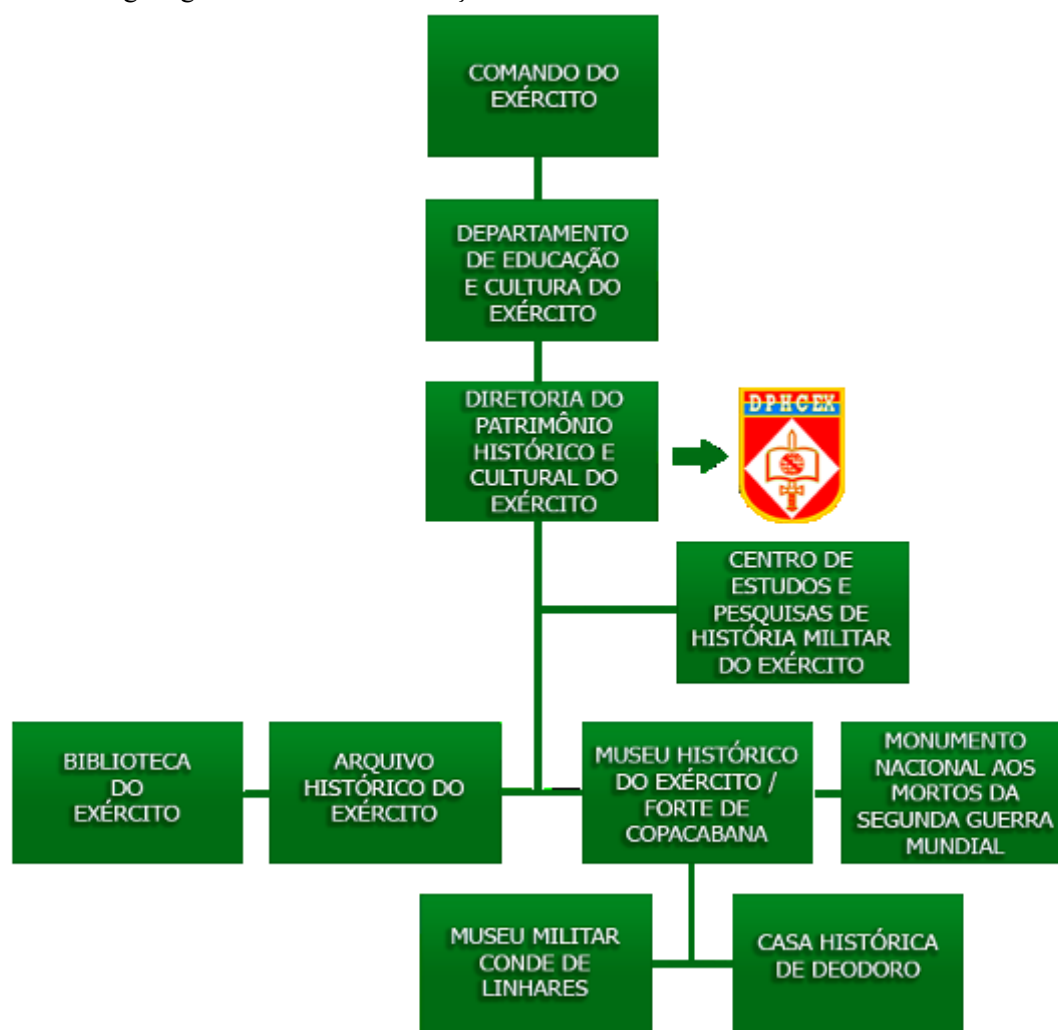 COMANDO DO
EXÉRCITO
DEPARTAMENTO
DE EDUCAÇÃO
E CULTURA DO
EXÉRCITO
DIRETORIA DO
PATRIMÔNIO
HISTÓRICO E
CULTURAL DO
EXÉRCITO
DPHCEX
CENTRO DE
ESTUDOS E
PESQUISAS DE
HISTÓRIA MILITAR
DO EXÉRCITO
BIBLIOTECA
DO
EXÉRCITO
ARQUIVO
HISTÓRICO DO
EXÉRCITO
MUSEU HISTÓRICO
DO EXÉRCITO /
FORTE DE
COPACABANA
MONUMENTO
NACIONAL AOS
MORTOS DA
SEGUNDA GUERRA
MUNDIAL
MUSEU MILITAR
CONDE DE
LINHARES
CASA HISTÓRICA
DE DEODORO